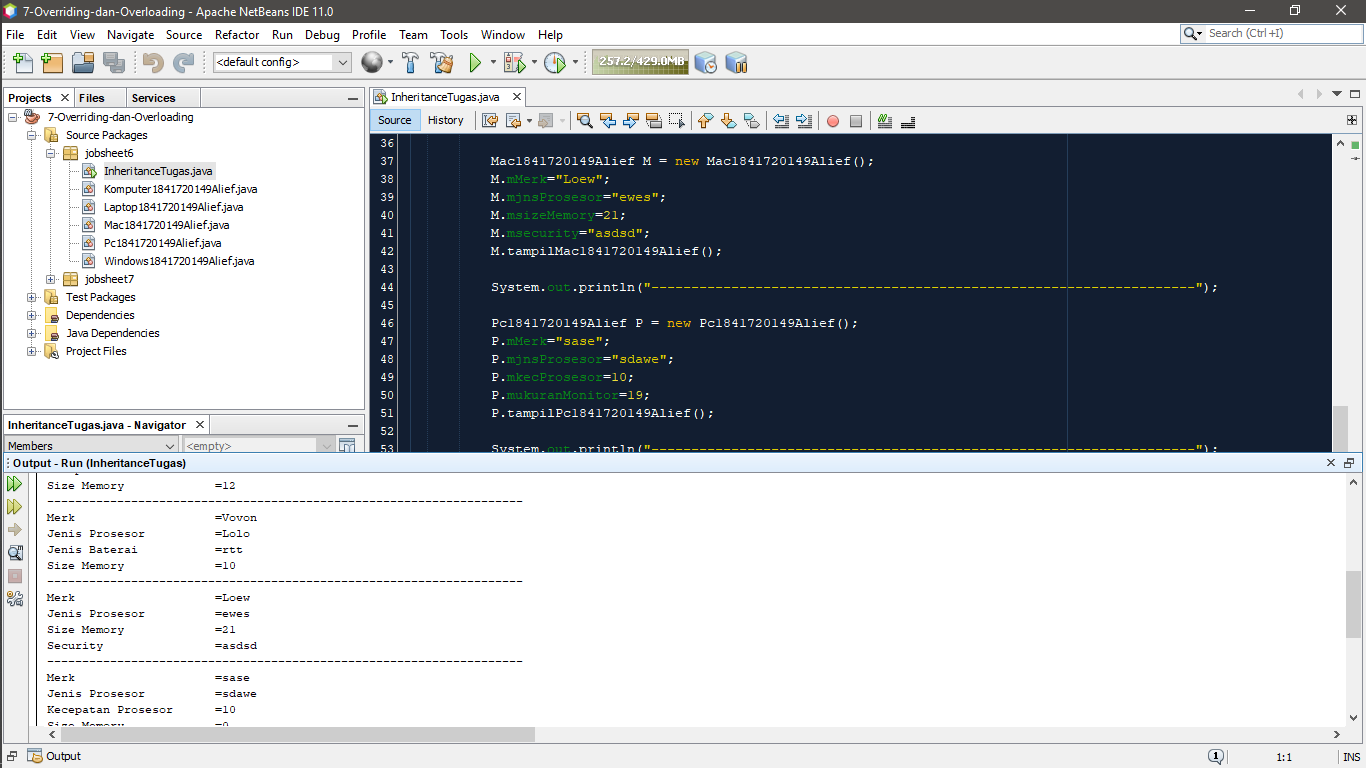 7-Overriding-dan-Overloading - Apache NetBeans IDE 11.0
File Edit View Navigate Source Refactor Run Debug Profile Team Tools Window Help
Search (Ctrl+I)
<default config>
257.2/429.0MB
Projects Files Services
7-Overriding-dan-Overloading
Source Packages
jobsheet6
InheritanceTugas.java
Komputer1841720149Alief.java
Laptop1841720149Alief.java
Mac1841720149Alief.java
Pc1841720149Alief.java
Windows1841720149Alief.java
jobsheet7
Test Packages
Dependencies
Java Dependencies
Project Files
InheritanceTugas.java - Navigator
Members
<empty>
InheritanceTugas.java
Source History
36
37 Mac1841720149Alief M = new Mac1841720149Alief();
38 M.mMerk="Loew";
39 M.mjnsProsesor="ewes";
40 M.msizeMemory=21;
41 M.msecurity="asdsd";
42 M.tampilMac1841720149Alief();
43
44 System.out.println("--------------------------------------------------------------------");
45
46 Pc1841720149Alief P = new Pc1841720149Alief();
47 P.mMerk="sase";
48 P.mjnsProsesor="sdawe";
49 P.mkecProsesor=10;
50 P.mukuranMonitor=19;
51 P.tampilPc1841720149Alief();
52
53 System.out.println("--------------------------------------------------------------------");
Output - Run (InheritanceTugas)
Size Memory =12
--------------------------------------------------------------------
Merk =Vovon
Jenis Prosesor =Lolo
Jenis Baterai =rtt
Size Memory =10
--------------------------------------------------------------------
Merk =Loew
Jenis Prosesor =ewes
Size Memory =21
Security =asdsd
--------------------------------------------------------------------
Merk =sase
Jenis Prosesor =sdawe
Kecepatan Prosesor =10
Size Memory =0
Output
1
1:1
INS